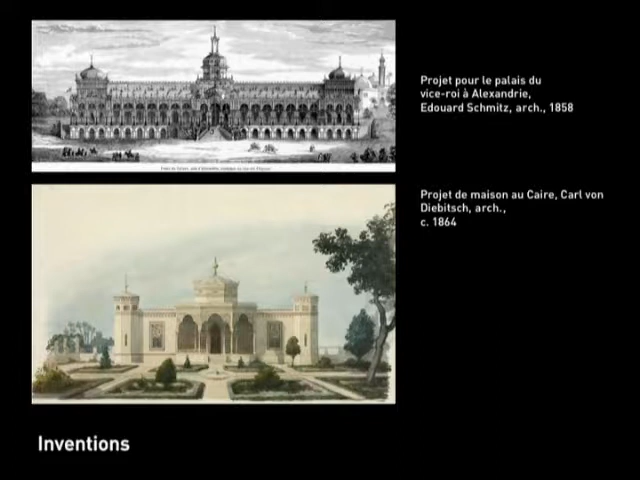 Projet pour le palais du
vice-roi à Alexandrie,
Edouard Schmitz, arch., 1858
Projet de maison au Caire, Carl von
Diebitsch, arch.,
c. 1864
Inventions